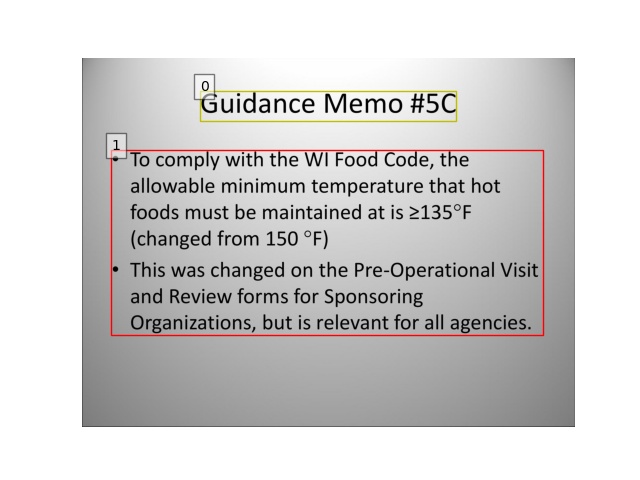 0
Guidance Memo #5C
1
• To comply with the WI Food Code, the
allowable minimum temperature that hot
foods must be maintained at is ≥135°F
(changed from 150 °F)
• This was changed on the Pre-Operational Visit
and Review forms for Sponsoring
Organizations, but is relevant for all agencies.